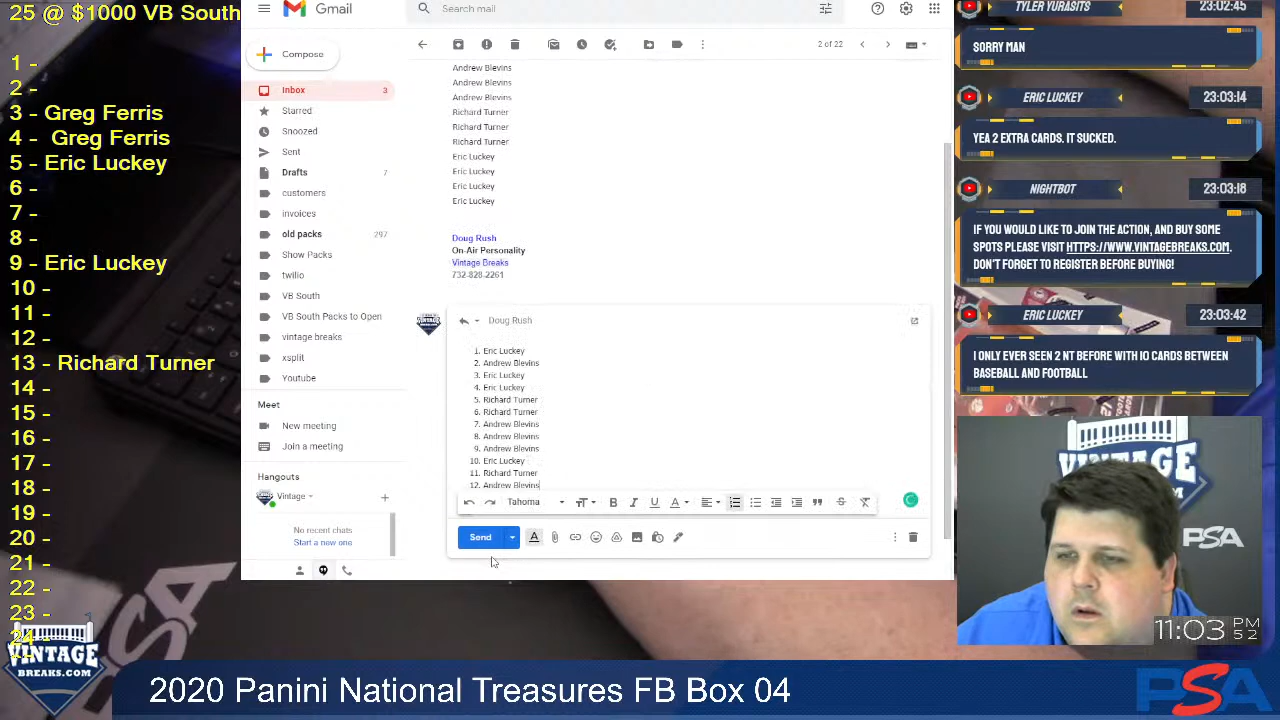 25 @ $1000 VB South
1 -
2 -
3 - Greg Ferris
4 - Greg Ferris
5 - Eric Luckey
6 -
7 -
8 -
9 - Eric Luckey
10 -
11 -
12 -
13 - Richard Turner
14 -
15 -
16 -
17 -
18 -
19 -
20 -
21 -
22 -
23 -
24 -
VINTAGE
BREAKS.COM
Gmail
Search mail
Compose
2 of 22
Inbox 3
Starred
Snoozed
Sent
Drafts 7
customers
invoices
old packs 297
Show Packs
twilio
VB South
VB South Packs to Open
vintage breaks
xsplit
Youtube
Meet
New meeting
Join a meeting
Hangouts
Vintage
No recent chats
Start a new one
Andrew Blevins
Andrew Blevins
Andrew Blevins
Richard Turner
Richard Turner
Richard Turner
Eric Luckey
Eric Luckey
Eric Luckey
Eric Luckey
Doug Rush
On-Air Personality
Vintage Breaks
732-828-2261
Doug Rush
1. Eric Luckey
2. Andrew Blevins
3. Eric Luckey
4. Eric Luckey
5. Richard Turner
6. Richard Turner
7. Andrew Blevins
8. Andrew Blevins
9. Andrew Blevins
10. Eric Luckey
11. Richard Turner
12. Andrew Blevins
Tahoma
Send
TYLER YURASITS 23:02:45
SORRY MAN
ERIC LUCKEY 23:03:14
YEA 2 EXTRA CARDS. IT SUCKED.
NIGHTBOT 23:03:18
IF YOU WOULD LIKE TO JOIN THE ACTION, AND BUY SOME
SPOTS PLEASE VISIT HTTPS://WWW.VINTAGEBREAKS.COM.
DON'T FORGET TO REGISTER BEFORE BUYING!
ERIC LUCKEY 23:03:42
I ONLY EVER SEEN 2 NT BEFORE WITH 10 CARDS BETWEEN
BASEBALL AND FOOTBALL
PSA
11:03 PM
52
2020 Panini National Treasures FB Box 04
PSA